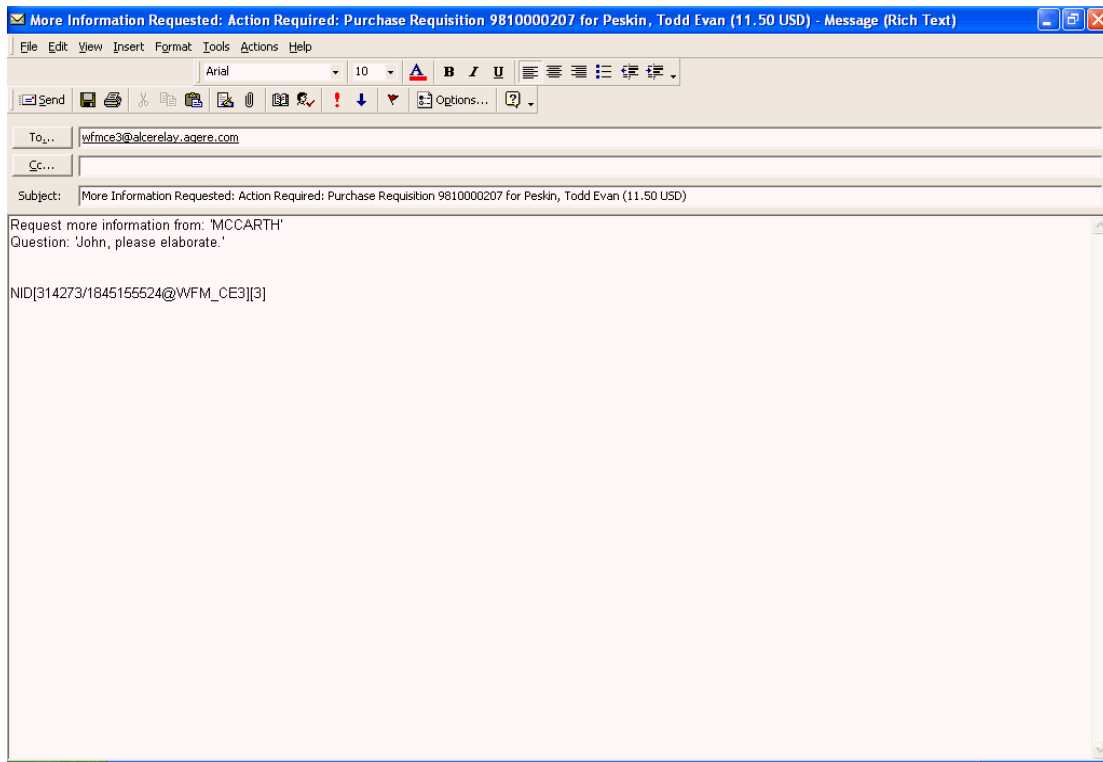 More Information Requested: Action Required: Purchase Requisition 9810000207 for Peskin, Todd Evan (11.50 USD) - Message (Rich Text)
File Edit View Insert Format Tools Actions Help
Arial 10 A B I U
Send Options...
To... wfmce3@alcerelay.agere.com
Cc...
Subject: More Information Requested: Action Required: Purchase Requisition 9810000207 for Peskin, Todd Evan (11.50 USD)
Request more information from: 'MCCARTH'
Question: 'John, please elaborate.'
NID[314273/1845155524@WFM_CE3][3]